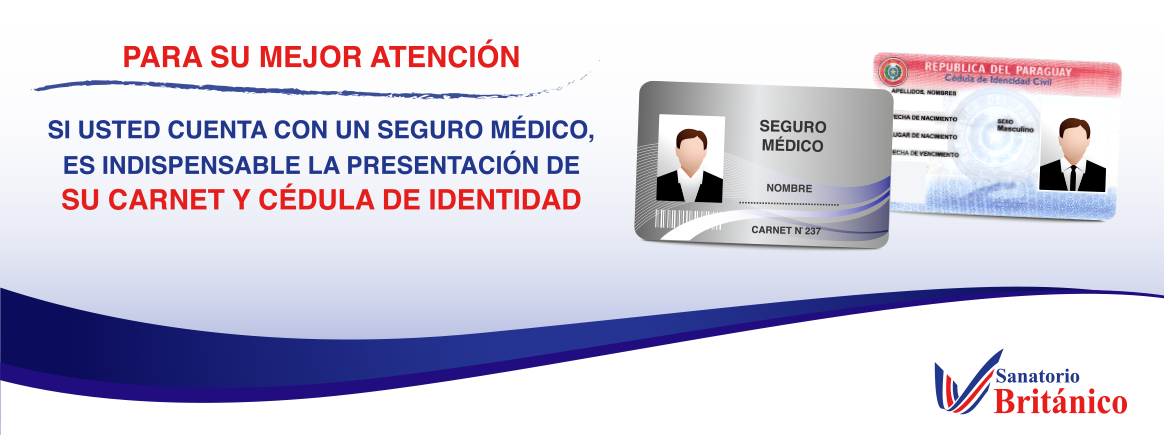 PARA SU MEJOR ATENCIÓN
SI USTED CUENTA CON UN SEGURO MÉDICO,
ES INDISPENSABLE LA PRESENTACIÓN DE
SU CARNET Y CÉDULA DE IDENTIDAD
SEGURO
MÉDICO
NOMBRE
CARNET N° 237
REPUBLICA DEL PARAGUAY
Cédula de Identidad Civil
APELLIDOS, NOMBRES
FECHA DE NACIMIENTO
SEXO
Masculino
LUGAR DE NACIMIENTO
FECHA DE VENCIMIENTO
Sanatorio
Británico